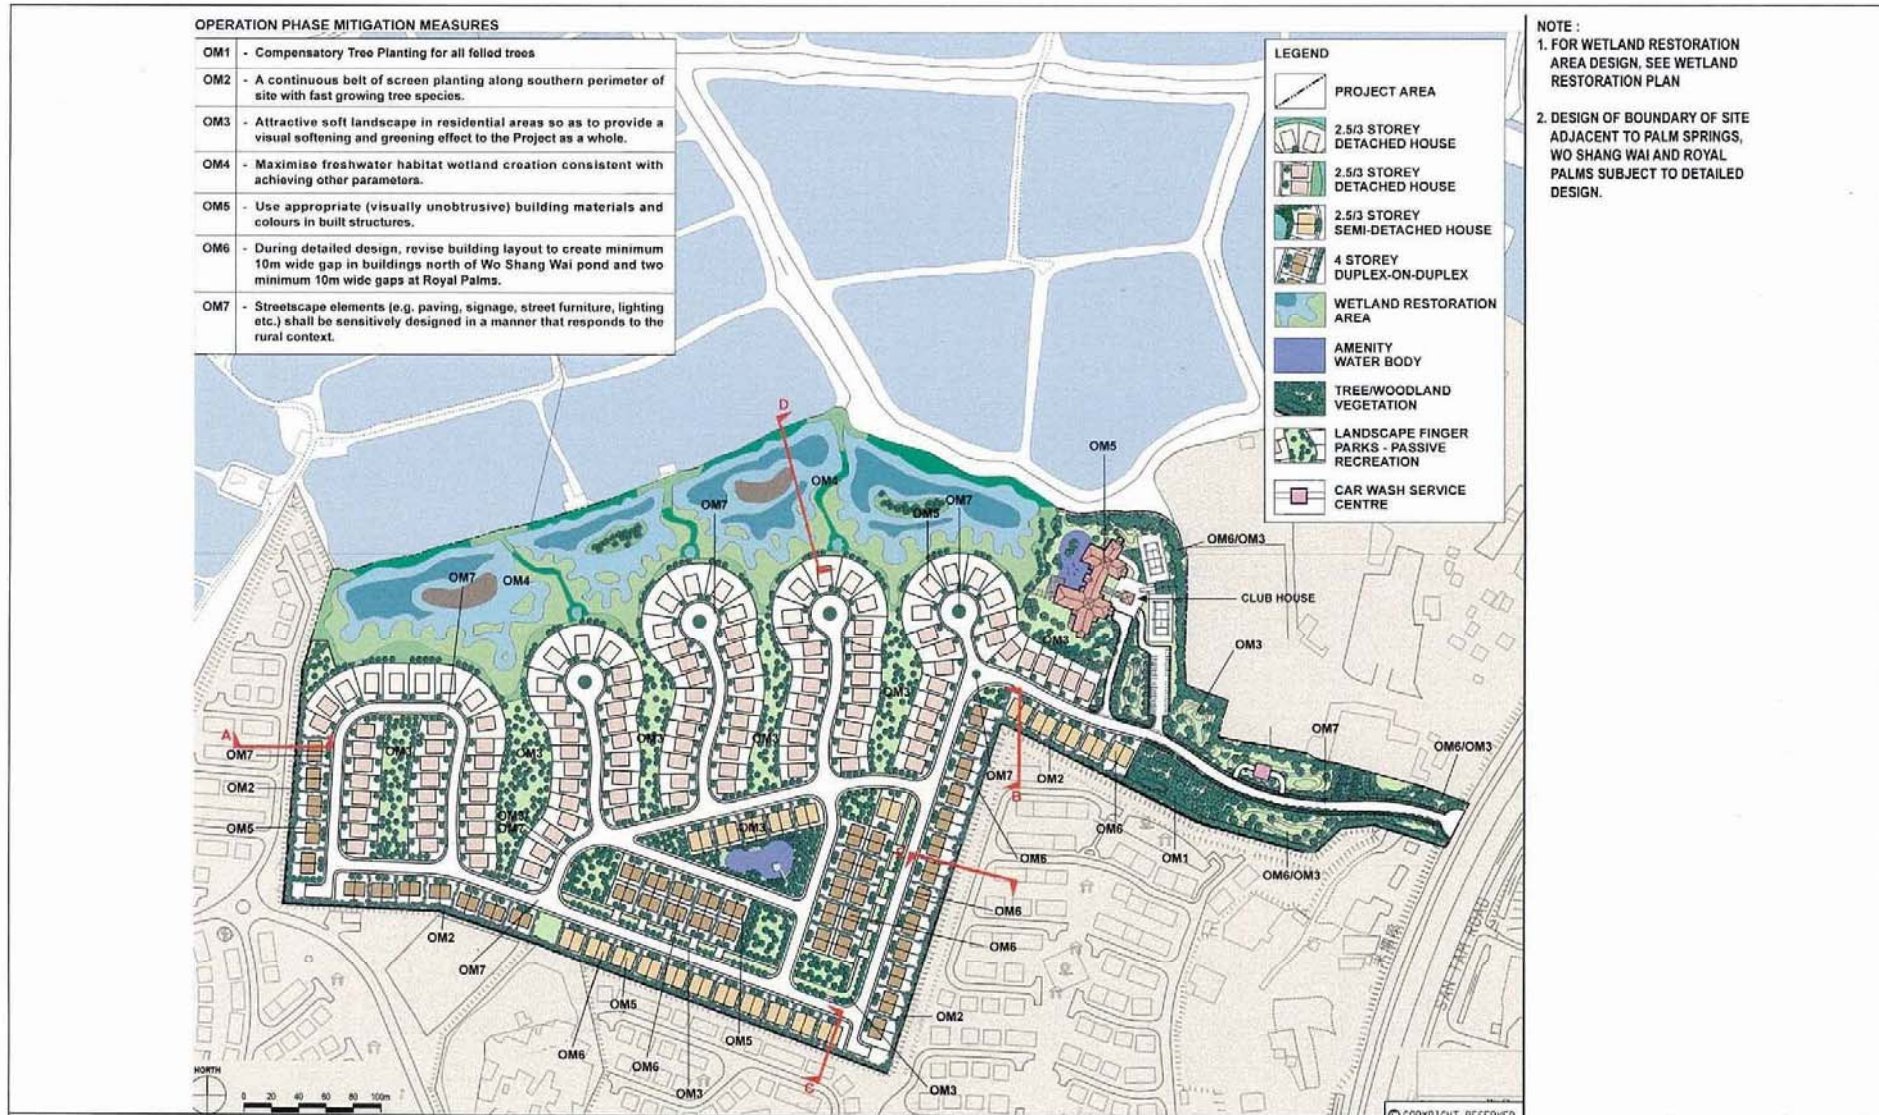 OPERATION PHASE MITIGATION MEASURES
OM1 - Compensatory Tree Planting for all felled trees
OM2 - A continuous belt of screen planting along southern perimeter of
site with fast growing tree species.
OM3 - Attractive soft landscape in residential areas so as to provide a
visual softening and greening effect to the Project as a whole.
OM4 - Maximise freshwater habitat wetland creation consistent with
achieving other parameters.
OM5 - Use appropriate (visually unobtrusive) building materials and
colours in built structures.
OM6 - During detailed design, revise building layout to create minimum
10m wide gap in buildings north of Wo Shang Wai pond and two
minimum 10m wide gaps at Royal Palms.
OM7 - Streetscape elements (e.g. paving, signage, street furniture, lighting
etc.) shall be sensitively designed in a manner that responds to the
rural context.
LEGEND
PROJECT AREA
2.5/3 STOREY
DETACHED HOUSE
2.5/3 STOREY
DETACHED HOUSE
2.5/3 STOREY
SEMI-DETACHED HOUSE
4 STOREY
DUPLEX-ON-DUPLEX
WETLAND RESTORATION
AREA
AMENITY
WATER BODY
TREE/WOODLAND
VEGETATION
LANDSCAPE FINGER
PARKS - PASSIVE
RECREATION
CAR WASH SERVICE
CENTRE
NOTE :
1. FOR WETLAND RESTORATION
AREA DESIGN, SEE WETLAND
RESTORATION PLAN
2. DESIGN OF BOUNDARY OF SITE
ADJACENT TO PALM SPRINGS,
WO SHANG WAI AND ROYAL
PALMS SUBJECT TO DETAILED
DESIGN.
D
OM5
OM4
OM7
OM7
OM5
OM6/OM3
OM7
OM4
CLUB HOUSE
OM3
OM3
OM3
A
OM7
OM3
OM3
OM3
OM3
OM7
OM6/OM3
OM7
OM2
OM2
B
OM5
OM3/
OM7
OM3
OM6
OM6
OM1
OM6/OM3
OM6
OM2
OM6
OM7
OM5
OM5
OM2
OM6
OM6
OM3
C
OM3
SAN TAM ROAD
NORTH
0 20 40 60 80 100m
© COPYRIGHT RESERVED